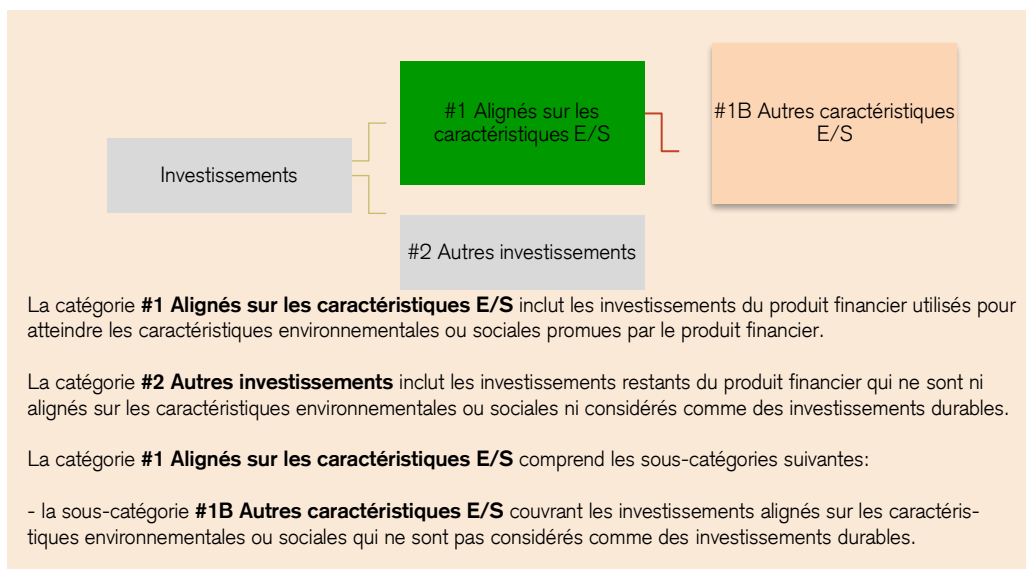 #1 Alignés sur les
caractéristiques E/S
#1B Autres caractéristiques
E/S
Investissements
#2 Autres investissements
La catégorie #1 Alignés sur les caractéristiques E/S inclut les investissements du produit financier utilisés pour
atteindre les caractéristiques environnementales ou sociales promues par le produit financier.
La catégorie #2 Autres investissements inclut les investissements restants du produit financier qui ne sont ni
alignés sur les caractéristiques environnementales ou sociales ni considérés comme des investissements durables.
La catégorie #1 Alignés sur les caractéristiques E/S comprend les sous-catégories suivantes:
- la sous-catégorie #1B Autres caractéristiques E/S couvrant les investissements alignés sur les caractéris-
tiques environnementales ou sociales qui ne sont pas considérés comme des investissements durables.